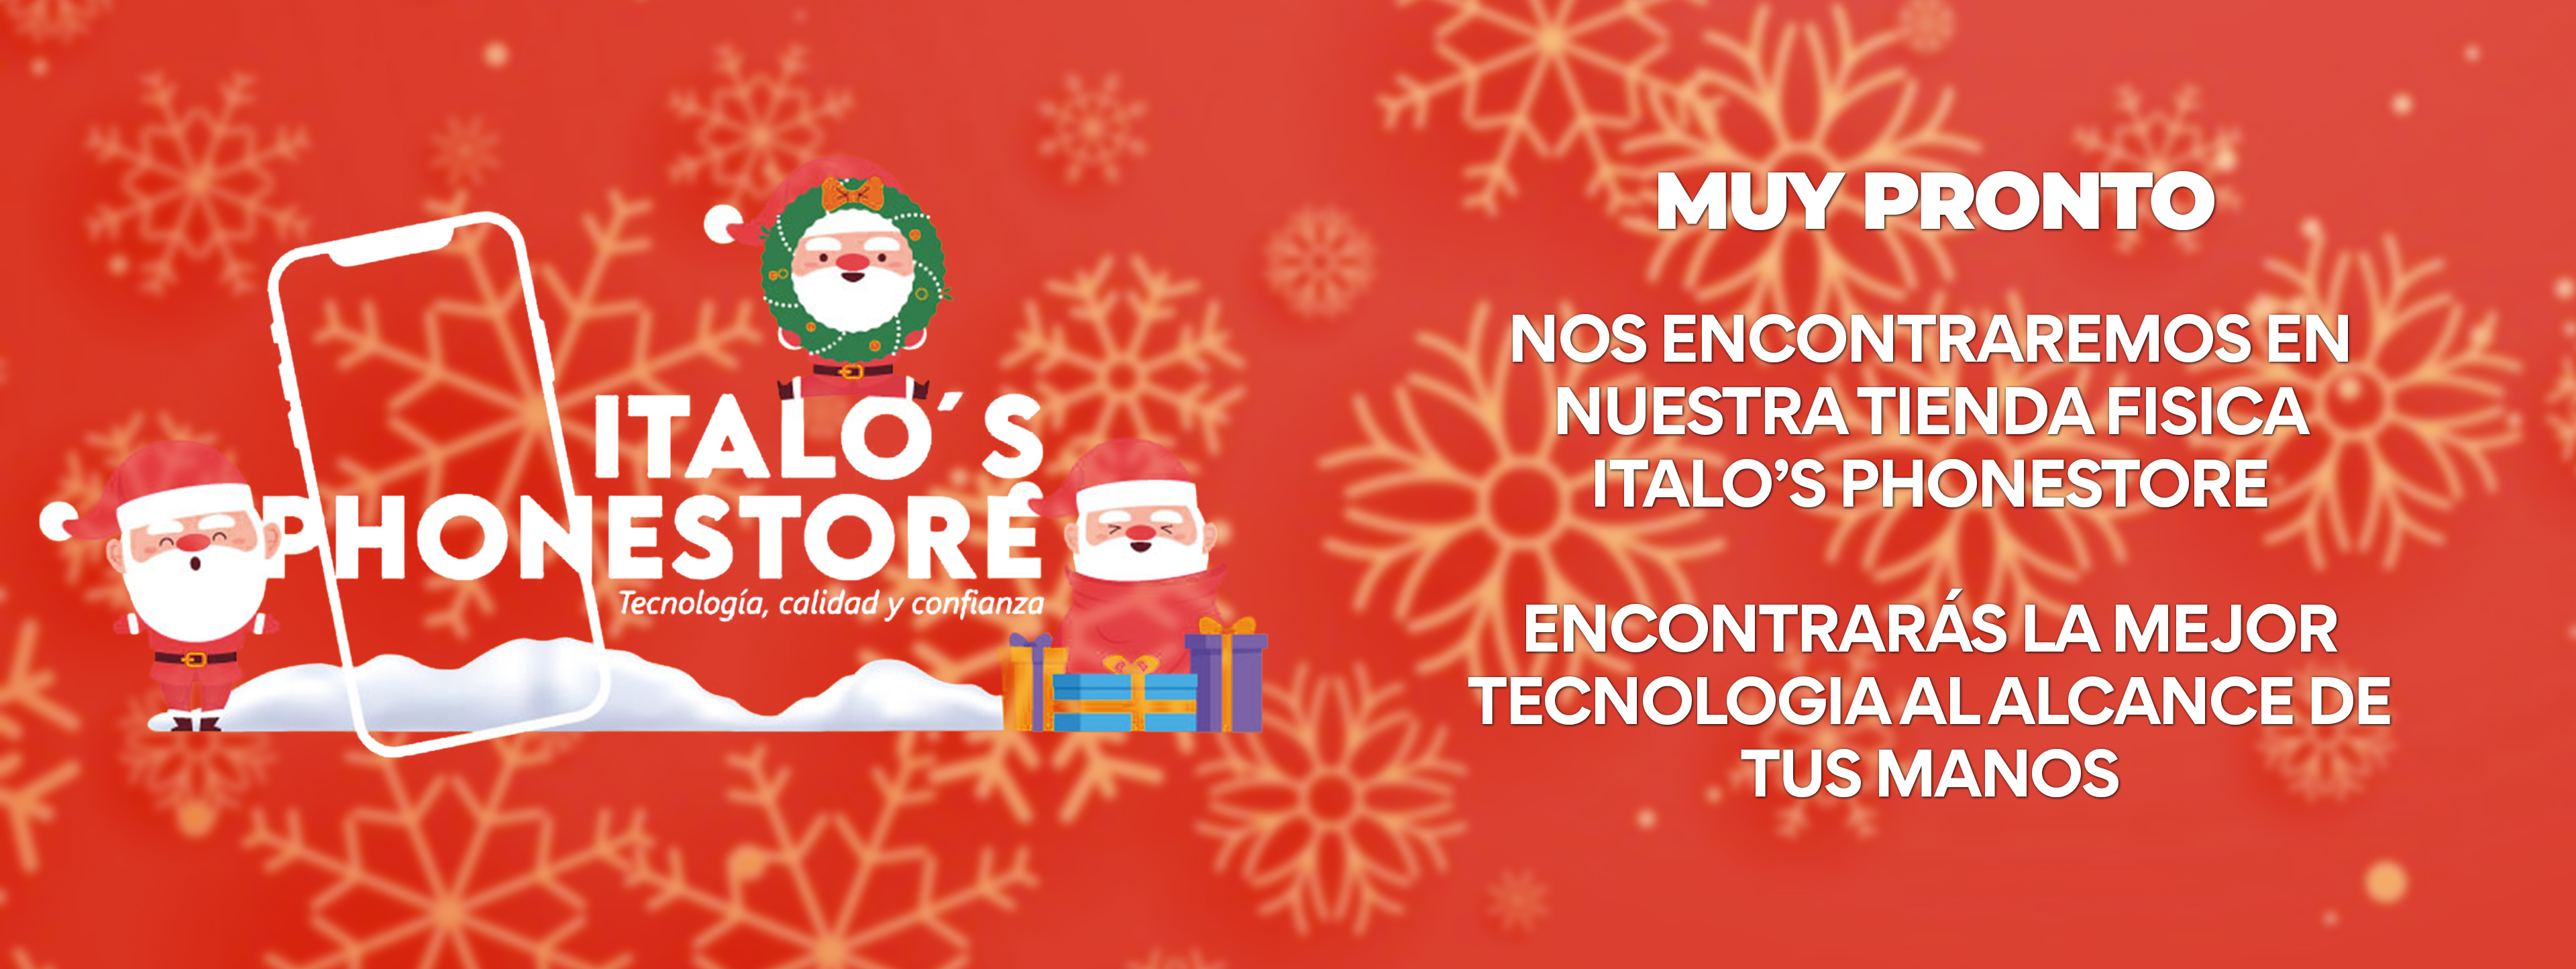 ITALO´S
PHONESTORE
Tecnología, calidad y confianza
MUY PRONTO
NOS ENCONTRAREMOS EN
NUESTRA TIENDA FISICA
ITALO’S PHONESTORE
ENCONTRARÁS LA MEJOR
TECNOLOGIA AL ALCANCE DE
TUS MANOS